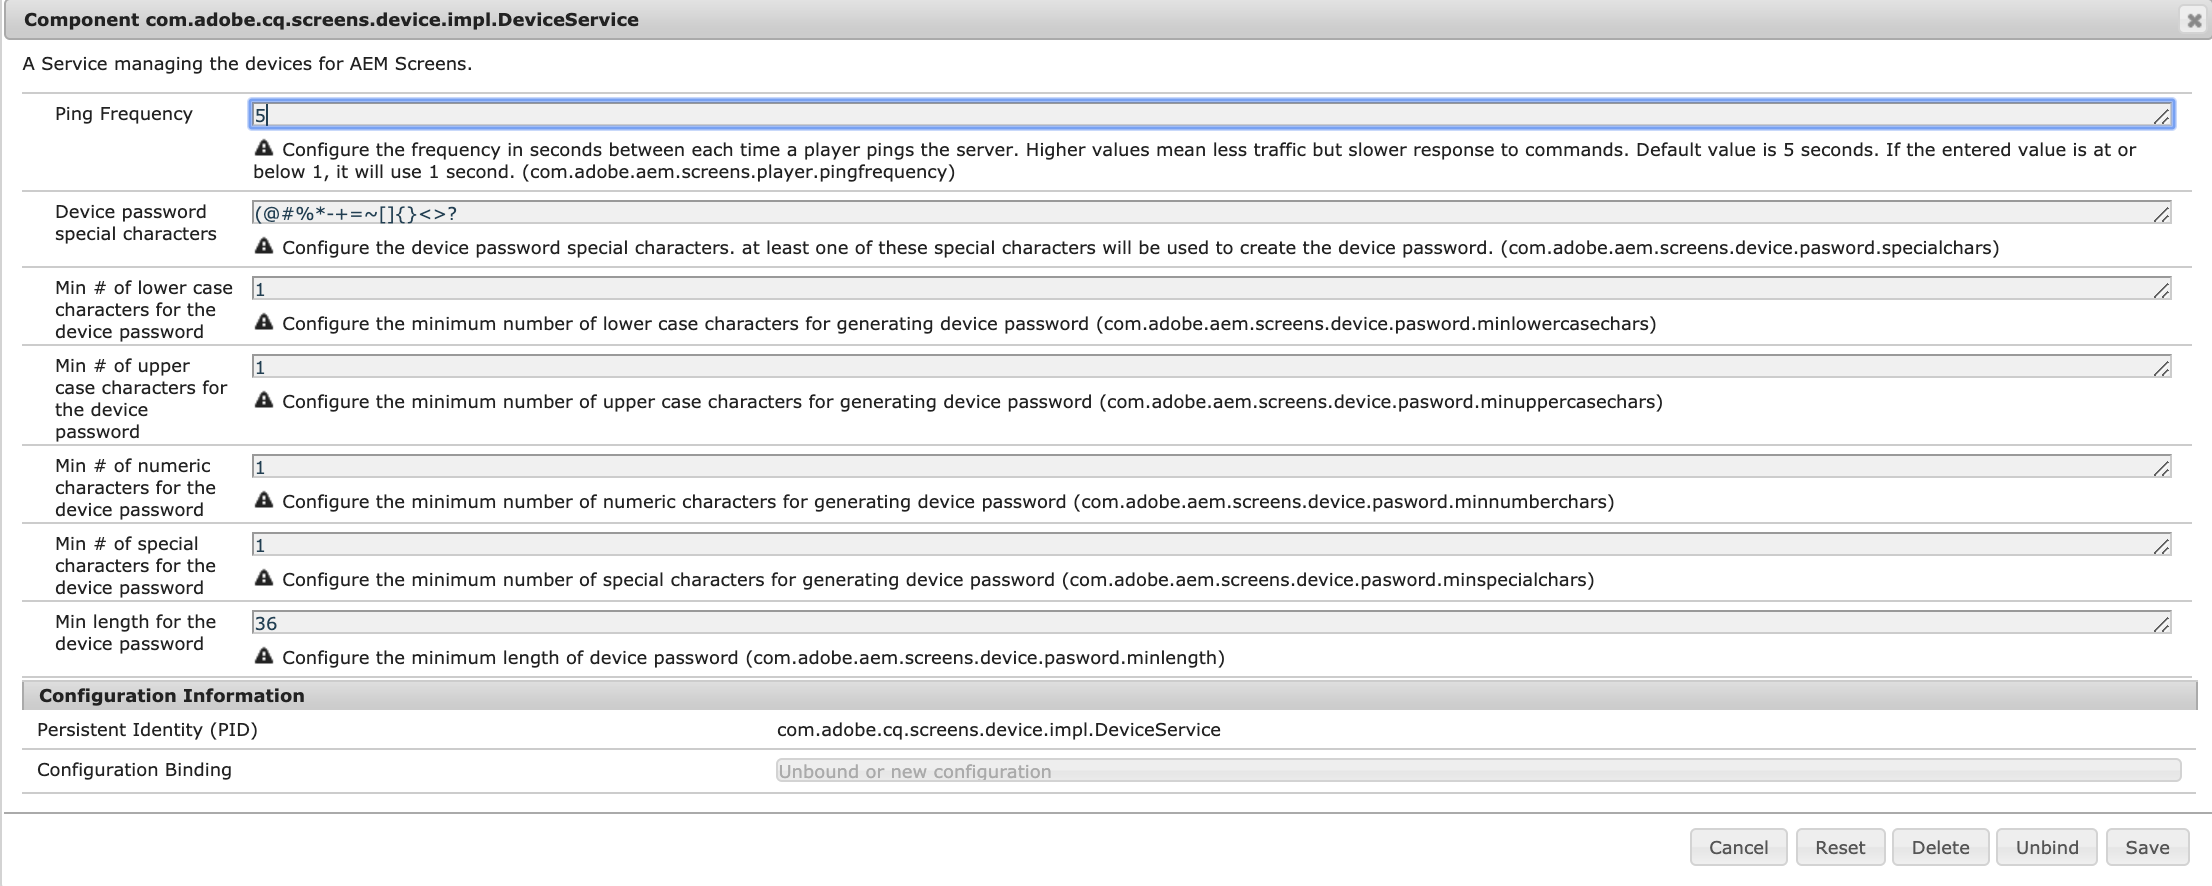 Component com.adobe.cq.screens.device.impl.DeviceService
A Service managing the devices for AEM Screens.
Ping Frequency
5
Configure the frequency in seconds between each time a player pings the server. Higher values mean less traffic but slower response to commands. Default value is 5 seconds. If the entered value is at or
below 1, it will use 1 second. (com.adobe.aem.screens.player.pingfrequency)
Device password
special characters
(@#%*-+=~[]{}<>?
Configure the device password special characters. at least one of these special characters will be used to create the device password. (com.adobe.aem.screens.device.pasword.specialchars)
Min # of lower case
characters for the
device password
1
Configure the minimum number of lower case characters for generating device password (com.adobe.aem.screens.device.pasword.minlowercasechars)
Min # of upper
case characters for
the device
password
1
Configure the minimum number of upper case characters for generating device password (com.adobe.aem.screens.device.pasword.minuppercasechars)
Min # of numeric
characters for the
device password
1
Configure the minimum number of numeric characters for generating device password (com.adobe.aem.screens.device.pasword.minnumberchars)
Min # of special
characters for the
device password
1
Configure the minimum number of special characters for generating device password (com.adobe.aem.screens.device.pasword.minspecialchars)
Min length for the
device password
36
Configure the minimum length of device password (com.adobe.aem.screens.device.pasword.minlength)
Configuration Information
Persistent Identity (PID)
com.adobe.cq.screens.device.impl.DeviceService
Configuration Binding
Unbound or new configuration
Cancel
Reset
Delete
Unbind
Save